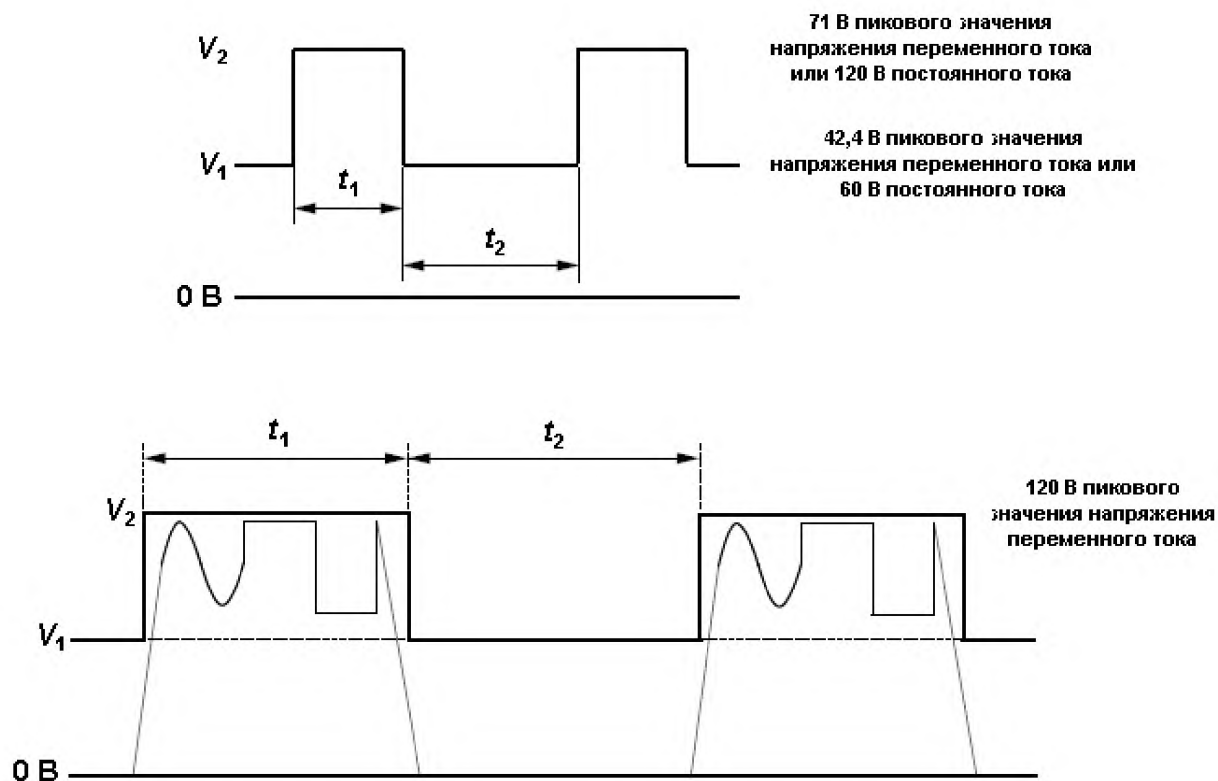 71 В пикового значения
напряжения переменного тока
или 120 В постоянного тока
V2
42,4 В пикового значения
напряжения переменного тока или
60 В постоянного тока
V1
t1
t2
0 В
t1
t2
120 В пикового
значения напряжения
переменного тока
V2
V1
0 В